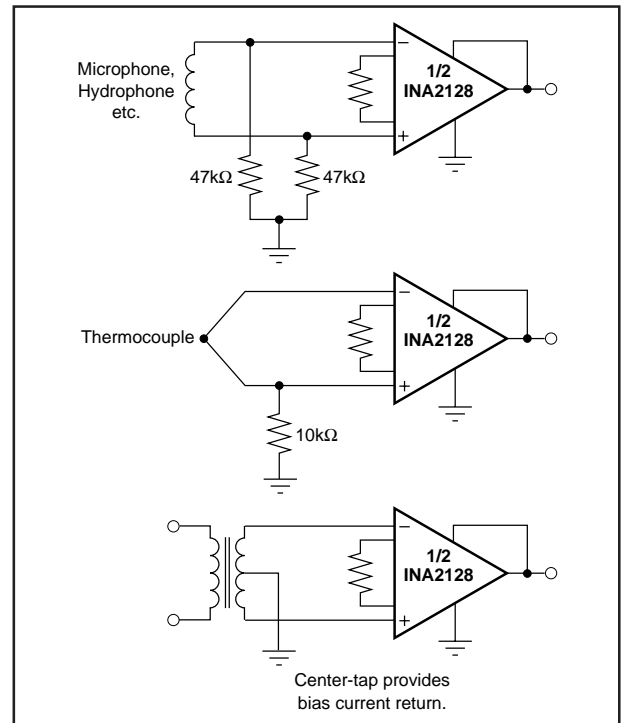 Microphone,
Hydrophone
etc.
−
1/2
INA2128
+
47kΩ
47kΩ
Thermocouple
−
1/2
INA2128
+
10kΩ
−
1/2
INA2128
+
Center-tap provides
bias current return.